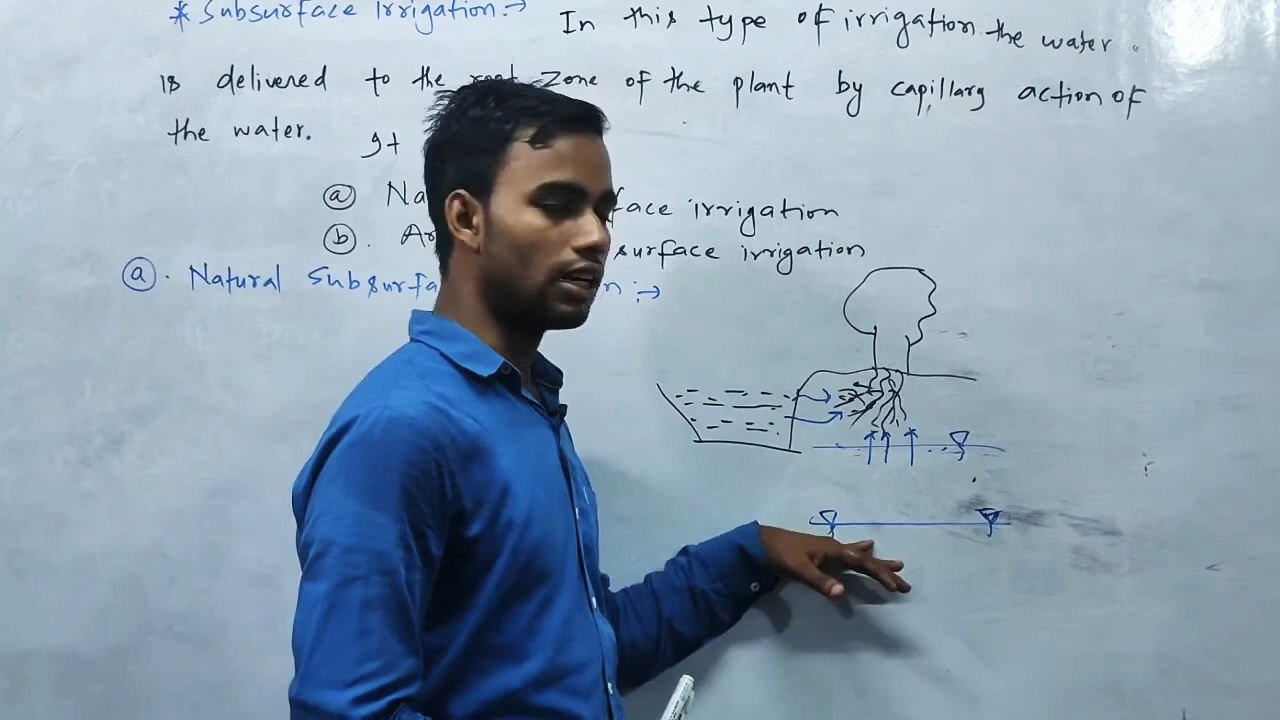 * Subsurface Irrigation :→ In this type of irrigation the water
is delivered to the root zone of the plant by capillary action of
the water. It
(a) Na face irrigation
(b). Ar surface irrigation
(a). Natural Subsurfa n :→